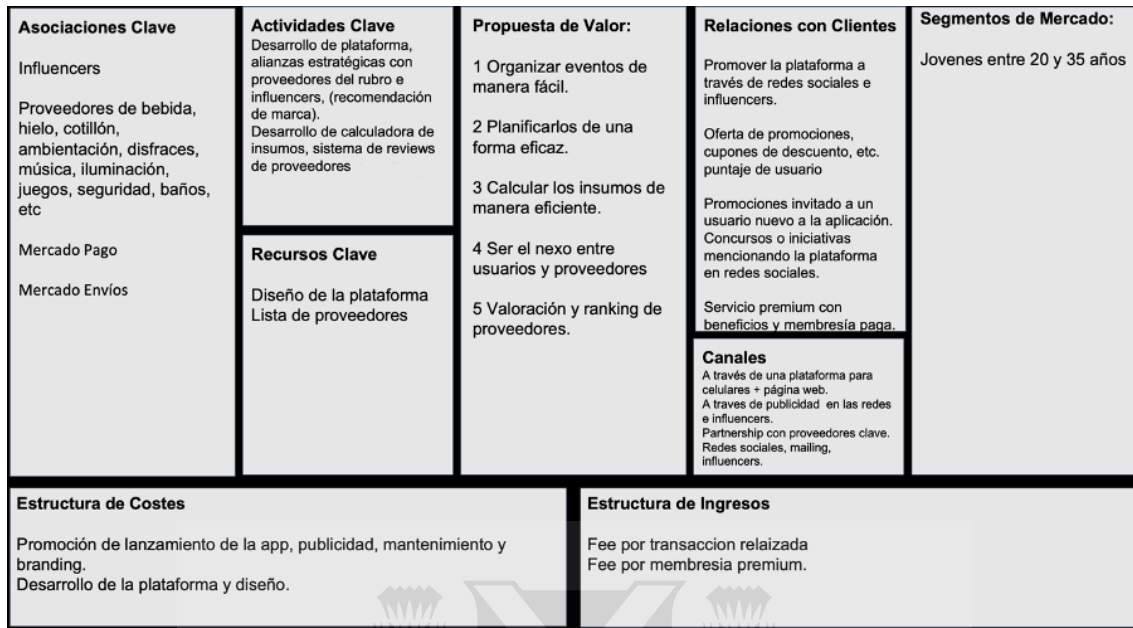 Asociaciones Clave
Influencers
Proveedores de bebida,
hielo, cotillón,
ambientación, disfraces,
música, iluminación,
juegos, seguridad, baños,
etc
Mercado Pago
Mercado Envíos
Actividades Clave
Desarrollo de plataforma,
alianzas estratégicas con
proveedores del rubro e
influencers, (recomendación
de marca).
Desarrollo de calculadora de
insumos, sistema de reviews
de proveedores
Recursos Clave
Diseño de la plataforma
Lista de proveedores
Propuesta de Valor:
1 Organizar eventos de
manera fácil.
2 Planificarlos de una
forma eficaz.
3 Calcular los insumos de
manera eficiente.
4 Ser el nexo entre
usuarios y proveedores
5 Valoración y ranking de
proveedores.
Relaciones con Clientes
Promover la plataforma a
través de redes sociales e
influencers.
Oferta de promociones,
cupones de descuento, etc.
puntaje de usuario
Promociones invitado a un
usuario nuevo a la aplicación.
Concursos o iniciativas
mencionando la plataforma
en redes sociales.
Servicio premium con
beneficios y membresía paga.
Canales
A través de una plataforma para
celulares + página web.
A traves de publicidad en las redes
e influencers.
Partnership con proveedores clave.
Redes sociales, mailing,
influencers.
Segmentos de Mercado:
Jovenes entre 20 y 35 años
Estructura de Costes
Promoción de lanzamiento de la app, publicidad, mantenimiento y
branding.
Desarrollo de la plataforma y diseño.
Estructura de Ingresos
Fee por transaccion relaizada
Fee por membresia premium.